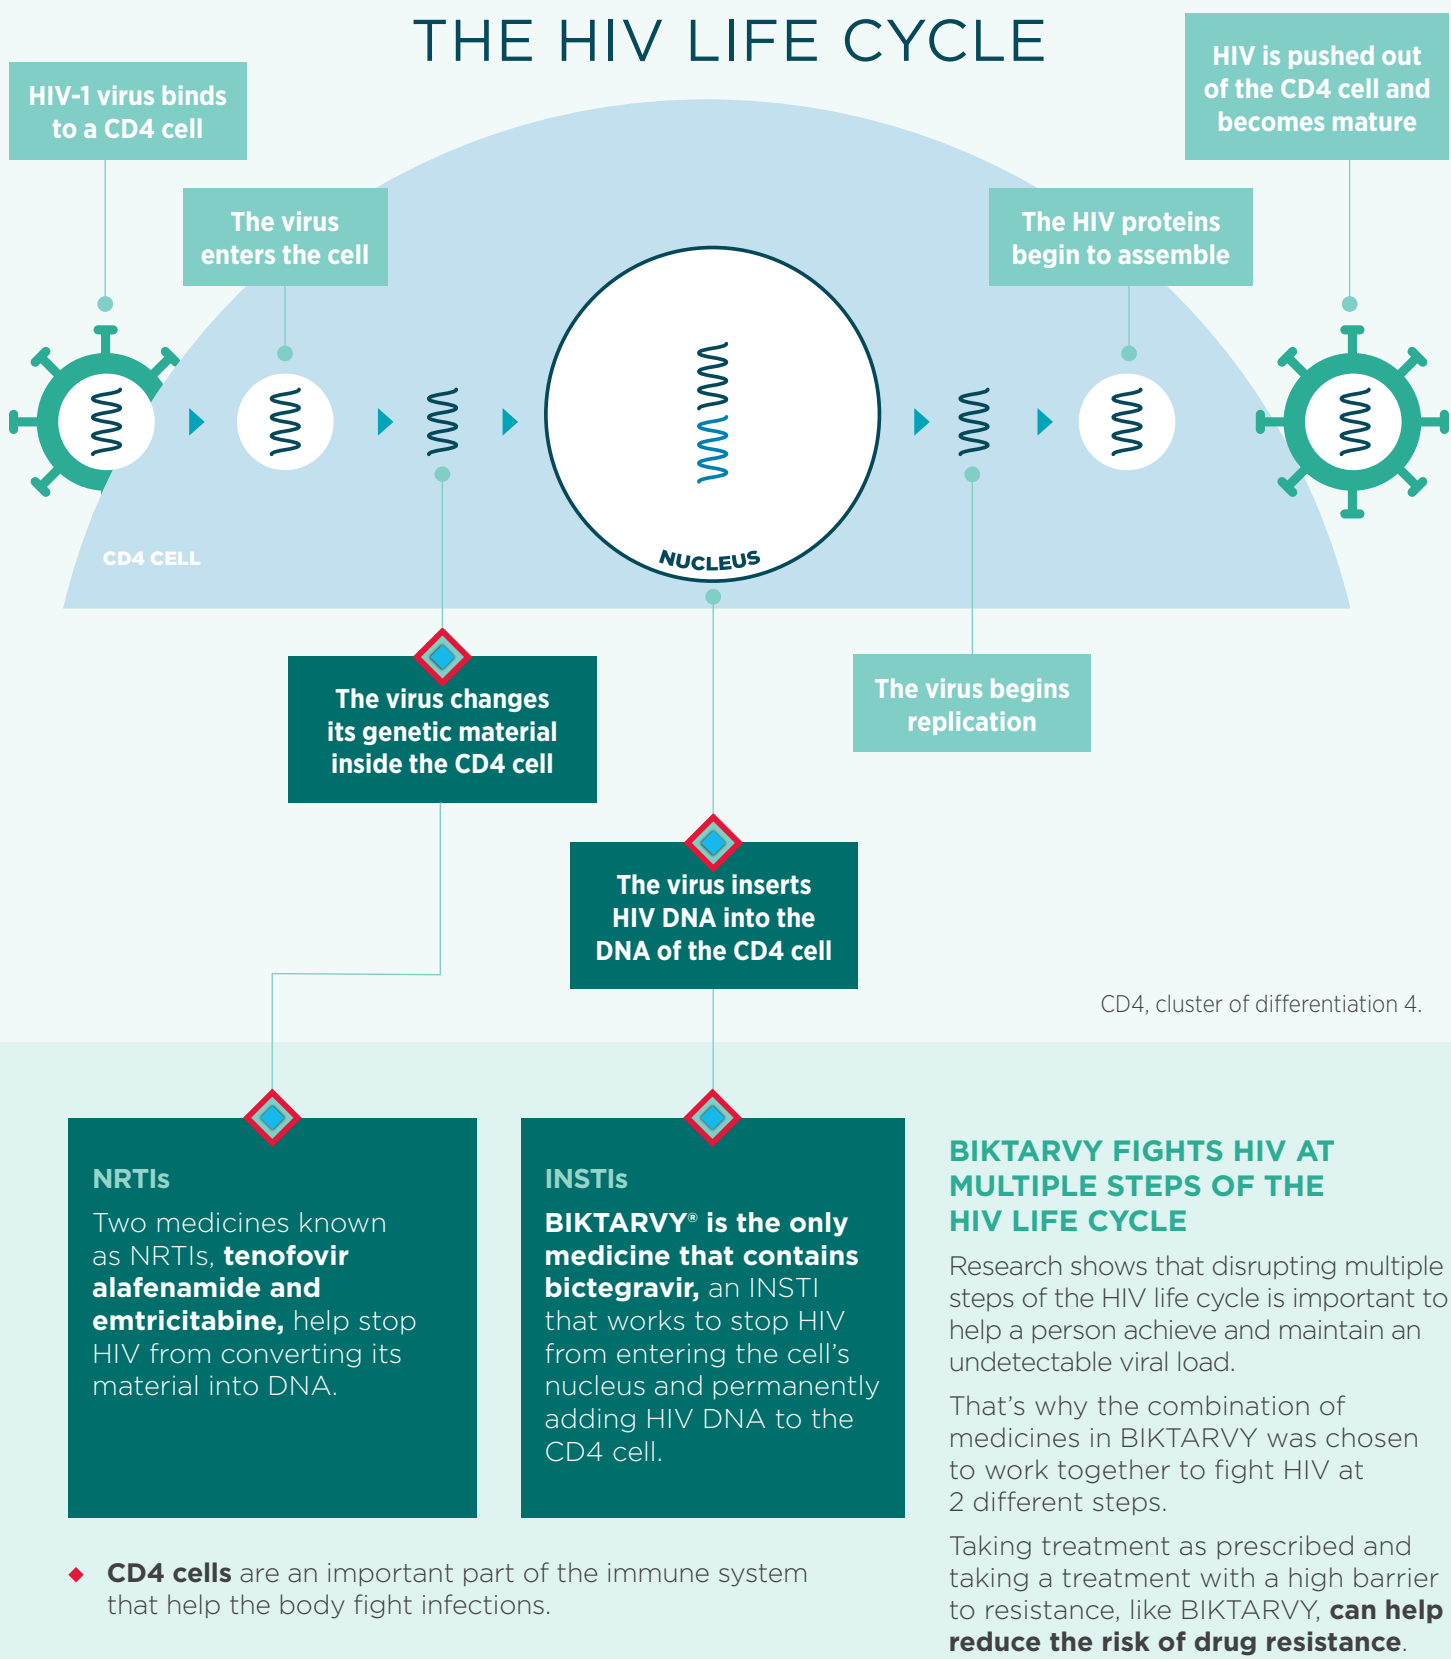 THE HIV LIFE CYCLE
HIV-1 virus binds
to a CD4 cell
The virus
enters the cell
The HIV proteins
begin to assemble
HIV is pushed out
of the CD4 cell and
becomes mature
CD4 CELL
NUCLEUS
The virus changes
its genetic material
inside the CD4 cell
The virus inserts
HIV DNA into the
DNA of the CD4 cell
The virus begins
replication
CD4, cluster of differentiation 4.
NRTIs
Two medicines known
as NRTIs, tenofovir
alafenamide and
emtricitabine, help stop
HIV from converting its
material into DNA.
INSTIs
BIKTARVY® is the only
medicine that contains
bictegravir, an INSTI
that works to stop HIV
from entering the cell’s
nucleus and permanently
adding HIV DNA to the
CD4 cell.
BIKTARVY FIGHTS HIV AT
MULTIPLE STEPS OF THE
HIV LIFE CYCLE
Research shows that disrupting multiple
steps of the HIV life cycle is important to
help a person achieve and maintain an
undetectable viral load.
That’s why the combination of
medicines in BIKTARVY was chosen
to work together to fight HIV at
2 different steps.
Taking treatment as prescribed and
taking a treatment with a high barrier
to resistance, like BIKTARVY, can help
reduce the risk of drug resistance.
CD4 cells are an important part of the immune system
that help the body fight infections.